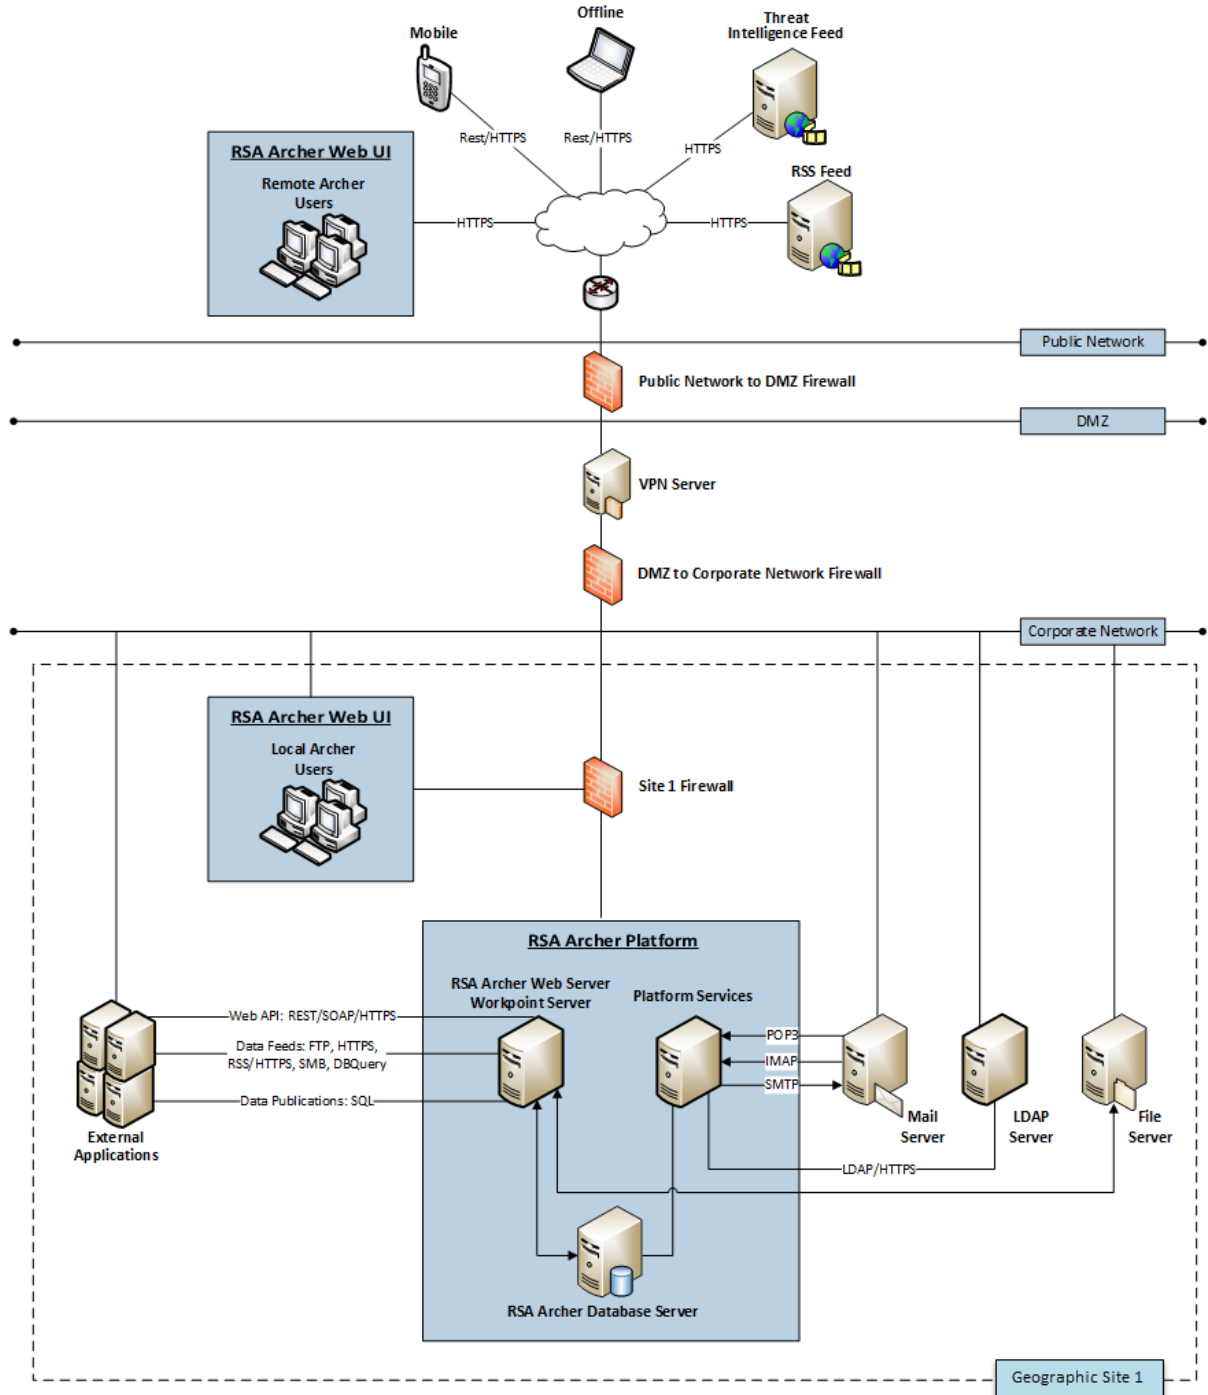 Offline
Mobile
Threat
Intelligence Feed
Rest/HTTPS
Rest/HTTPS
HTTPS
RSA Archer Web UI
Remote Archer
Users
RSS Feed
HTTPS
HTTPS
Public Network
Public Network to DMZ Firewall
DMZ
VPN Server
DMZ to Corporate Network Firewall
Corporate Network
RSA Archer Web UI
Local Archer
Users
Site 1 Firewall
RSA Archer Platform
RSA Archer Web Server
Workpoint Server
Platform Services
Web API: REST/SOAP/HTTPS
Data Feeds: FTP, HTTPS,
RSS/HTTPS, SMB, DBQuery
Data Publications: SQL
External
Applications
POP3
IMAP
SMTP
Mail
Server
LDAP
Server
File
Server
LDAP/HTTPS
RSA Archer Database Server
Geographic Site 1